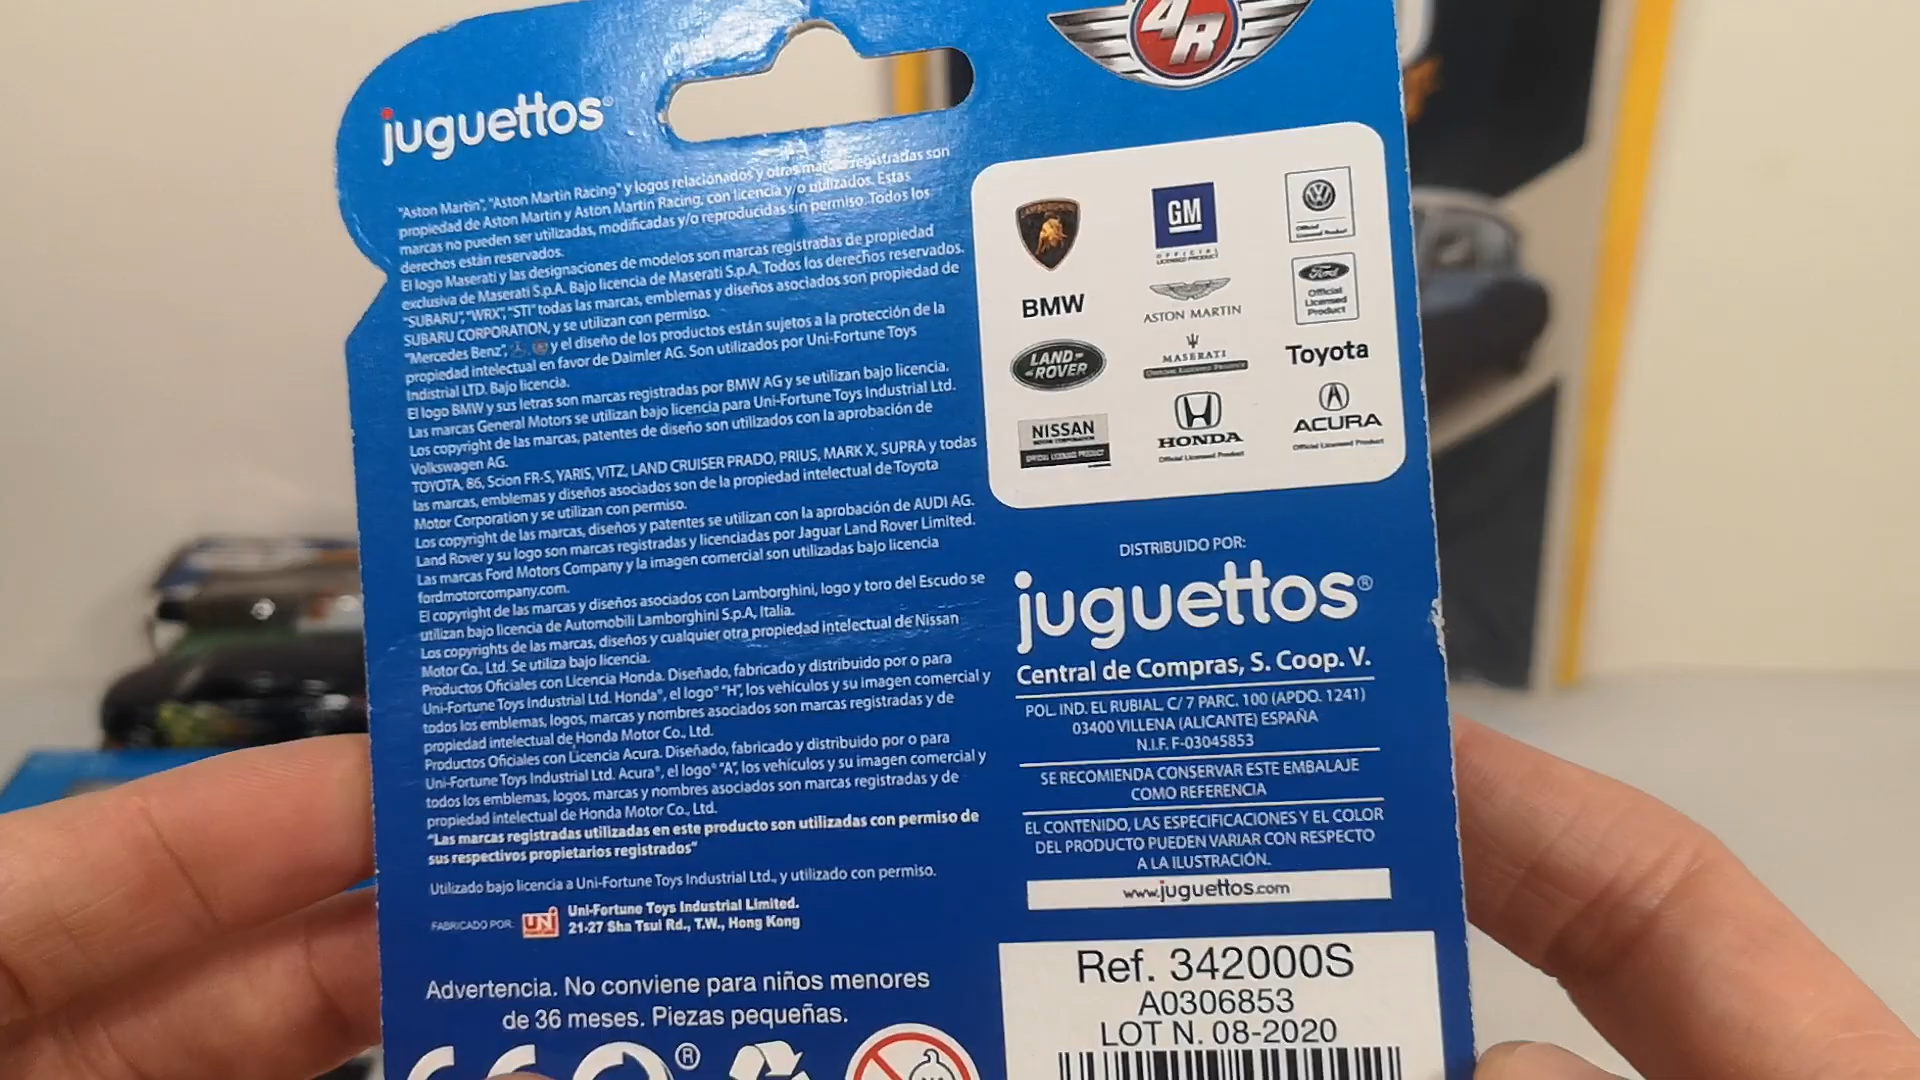 4R
juguettos®
"Aston Martin", "Aston Martin Racing" y logos relacionados y otras marcas registradas son
propiedad de Aston Martin y Aston Martin Racing, con licencia y/o utilizados. Estas
marcas no pueden ser utilizadas, modificadas y/o reproducidas sin permiso. Todos los
derechos están reservados.
El logo Maserati y las designaciones de modelos son marcas registradas de propiedad
exclusiva de Maserati S.p.A. Bajo licencia de Maserati S.p.A. Todos los derechos reservados.
"SUBARU", "WRX", "STI" todas las marcas, emblemas y diseños asociados son propiedad de
SUBARU CORPORATION, y se utilizan con permiso.
"Mercedes Benz", y el diseño de los productos están sujetos a la protección de la
propiedad intelectual en favor de Daimler AG. Son utilizados por Uni-Fortune Toys
Indistrial LTD. Bajo licencia.
El logo BMW y sus letras son marcas registradas por BMW AG y se utilizan bajo licencia.
Las marcas General Motors se utilizan bajo licencia para Uni-Fortune Toys Industrial Ltd.
Los copyright de las marcas, patentes de diseño son utilizados con la aprobación de
Volkswagen AG.
TOYOTA, 86, Scion FR-S, YARIS, VITZ, LAND CRUISER PRADO, PRIUS, MARK X, SUPRA y todas
las marcas, emblemas y diseños asociados son de la propiedad intelectual de Toyota
Motor Corporation y se utilizan con permiso.
Los copyright de las marcas, diseños y patentes se utilizan con la aprobación de AUDI AG.
Land Rover y su logo son marcas registradas y licenciadas por Jaguar Land Rover Limited.
Las marcas Ford Motors Company y la imagen comercial son utilizadas bajo licencia
fordmotorcompany.com.
El copyright de las marcas y diseños asociados con Lamborghini, logo y toro del Escudo se
utilizan bajo licencia de Automobili Lamborghini S.p.A, Italia.
Los copyrights de las marcas, diseños y cualquier otra propiedad intelectual de Nissan
Motor Co., Ltd. Se utiliza bajo licencia.
Productos Oficiales con Licencia Honda. Diseñado, fabricado y distribuido por o para
Uni-Fortune Toys Industrial Ltd. Honda®, el logo® "H", los vehículos y su imagen comercial y
todos los emblemas, logos, marcas y nombres asociados son marcas registradas y de
propiedad intelectual de Honda Motor Co., Ltd.
Productos Oficiales con Licencia Acura. Diseñado, fabricado y distribuido por o para
Uni-Fortune Toys Industrial Ltd. Acura®, el logo® "A", los vehículos y su imagen comercial y
todos los emblemas, logos, marcas y nombres asociados son marcas registradas y de
propiedad intelectual de Honda Motor Co., Ltd.
"Las marcas registradas utilizadas en este producto son utilizadas con permiso de
sus respectivos propietarios registrados"
Utilizado bajo licencia a Uni-Fortune Toys Industrial Ltd., y utilizado con permiso.
FABRICADO POR: UNI Uni-Fortune Toys Industrial Limited.
21-27 Sha Tsui Rd., T.W., Hong Kong
Advertencia. No conviene para niños menores
de 36 meses. Piezas pequeñas.
LAMBORGHINI
GM
OFFICIAL
LICENSED PRODUCT
Official
Licensed Product
BMW
ASTON MARTIN
Ford
Official
Licensed
Product
LAND-
ROVER
MASERATI
OFFICIAL LICENSED PRODUCT
Toyota
NISSAN
MOTOR CORPORATION
OFFICIAL LICENSED PRODUCT
HONDA
Official Licensed Product
ACURA
Official Licensed Product
DISTRIBUIDO POR:
juguettos®
Central de Compras, S. Coop. V.
POL. IND. EL RUBIAL, C/ 7 PARC. 100 (APDO. 1241)
03400 VILLENA (ALICANTE) ESPAÑA
N.I.F. F-03045853
SE RECOMIENDA CONSERVAR ESTE EMBALAJE
COMO REFERENCIA
EL CONTENIDO, LAS ESPECIFICACIONES Y EL COLOR
DEL PRODUCTO PUEDEN VARIAR CON RESPECTO
A LA ILUSTRACIÓN.
www.juguettos.com
Ref. 342000S
A0306853
LOT N. 08-2020